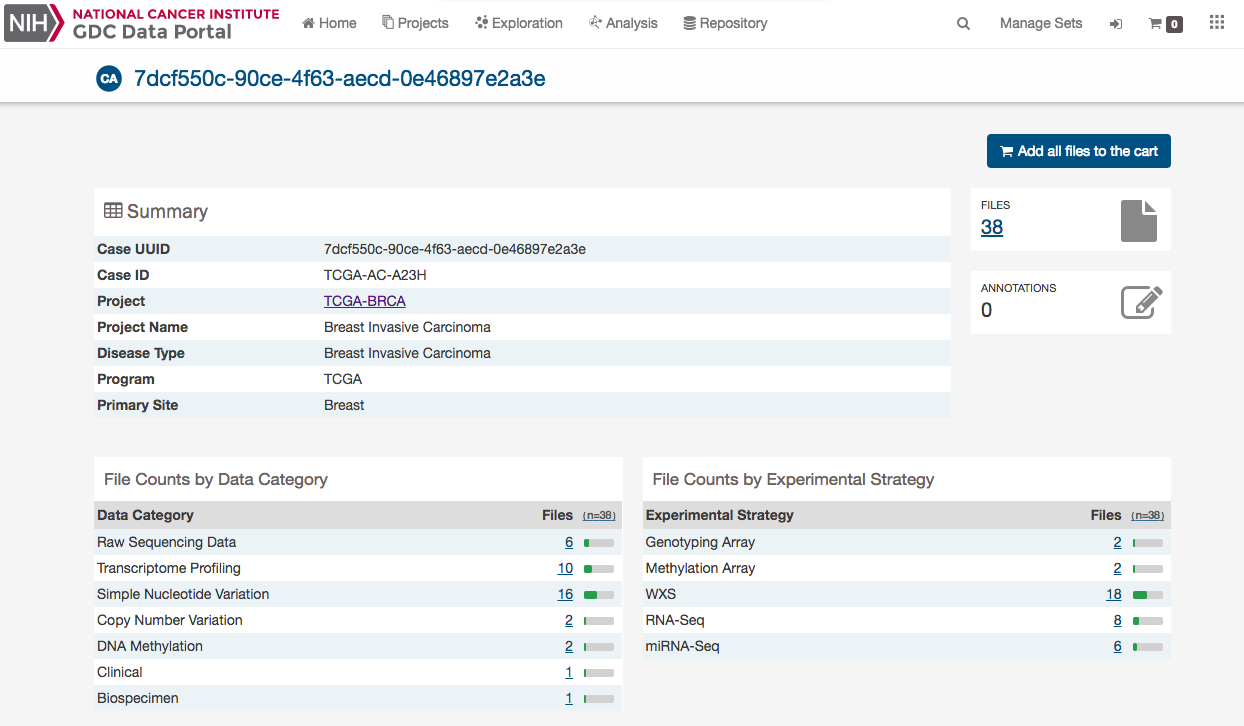 NIH NATIONAL CANCER INSTITUTE
GDC Data Portal
Home Projects Exploration Analysis Repository Manage Sets 0
CA 7dcf550c-90ce-4f63-aecd-0e46897e2a3e
Add all files to the cart
Summary
Case UUID 7dcf550c-90ce-4f63-aecd-0e46897e2a3e
Case ID TCGA-AC-A23H
Project TCGA-BRCA
Project Name Breast Invasive Carcinoma
Disease Type Breast Invasive Carcinoma
Program TCGA
Primary Site Breast
FILES
38
ANNOTATIONS
0
File Counts by Data Category
Data Category Files (n=38)
Raw Sequencing Data 6
Transcriptome Profiling 10
Simple Nucleotide Variation 16
Copy Number Variation 2
DNA Methylation 2
Clinical 1
Biospecimen 1
File Counts by Experimental Strategy
Experimental Strategy Files (n=38)
Genotyping Array 2
Methylation Array 2
WXS 18
RNA-Seq 8
miRNA-Seq 6